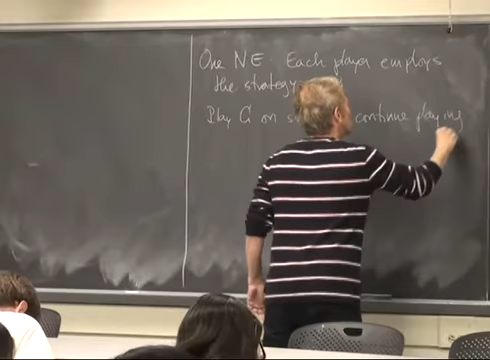 One NE: Each player employs
the strategy
Play G on continue playing